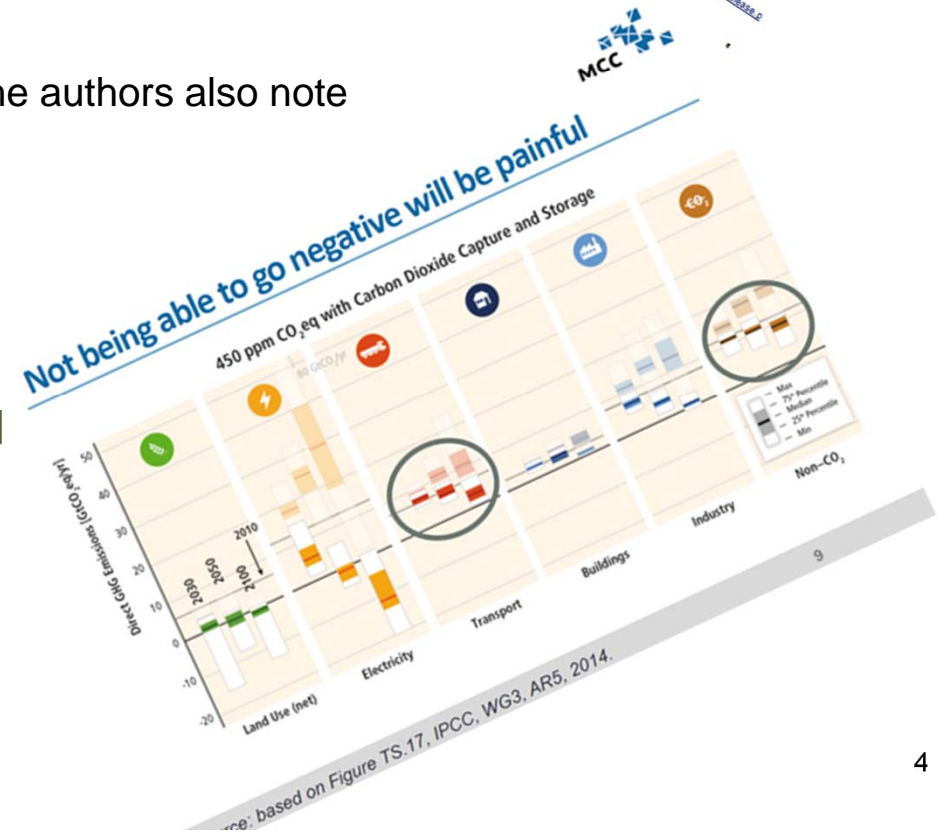 ne authors also note
MCC
Not being able to go negative will be painful
450 ppm CO₂eq with Carbon Dioxide Capture and Storage
80 GtCO₂/yr
Direct GHG Emissions [GtCO₂eq/yr]
50
40
30
20
10
0
-10
-20
2030
2050
2100
2010
Max
75th Percentile
Median
25th Percentile
Min
Land Use (net)
Electricity
Transport
Buildings
Industry
Non–CO₂
9
rce: based on Figure TS.17, IPCC, WG3, AR5, 2014.
4